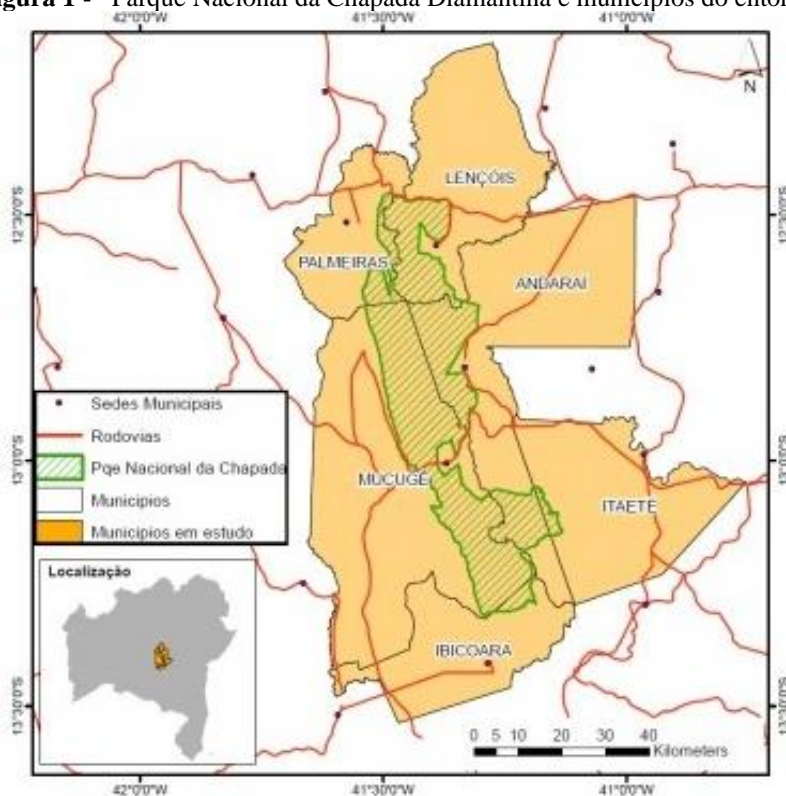 gura 1 - Parque Nacional da Chapada Diamantina e municípios do entor
42°0'0"W 41°30'0"W 41°0'0"W
N
LENÇÓIS
12°30'0"S 12°30'0"S
PALMEIRAS
ANDARAÍ
Sedes Municipais
Rodovias
Pqe Nacional da Chapada
Municipios
Municipios em estudo
13°0'0"S 13°0'0"S
MUCUGÊ
ITAETÊ
Localização
IBICOARA
13°30'0"S 13°30'0"S
0 5 10 20 30 40
Kilometers
42°0'0"W 41°30'0"W 41°0'0"W